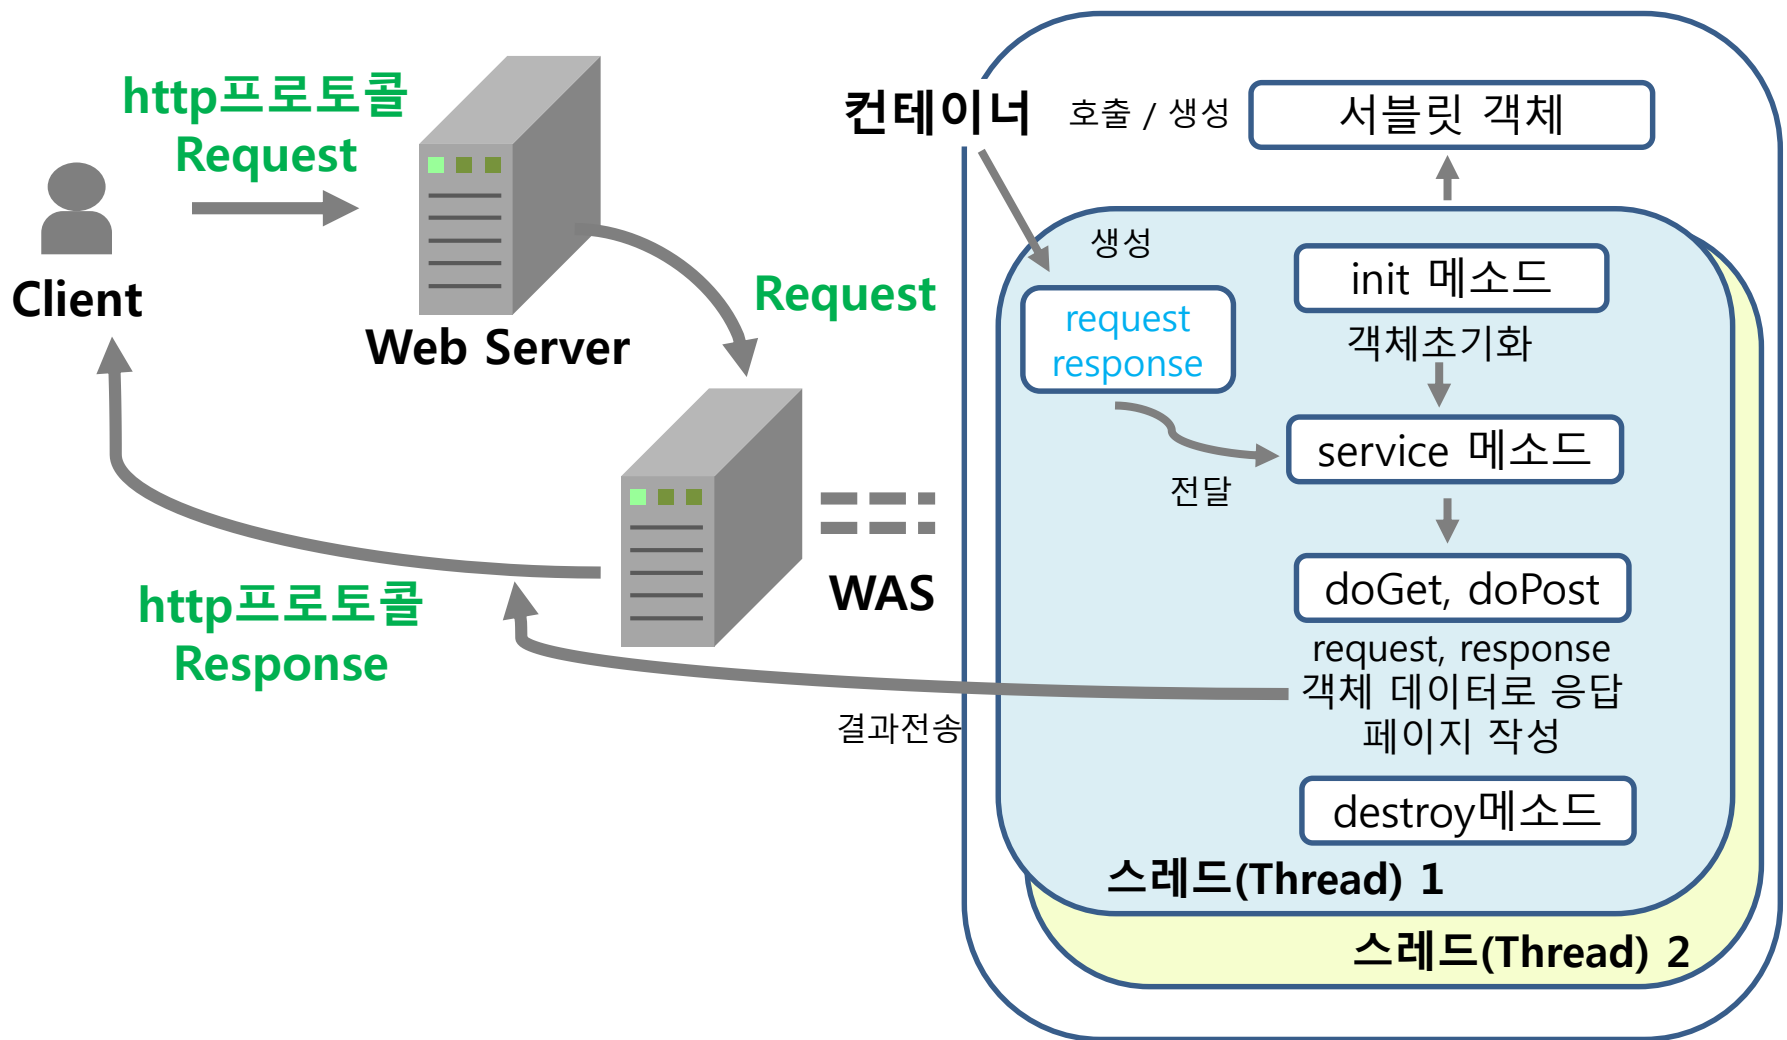 http프로토콜
Request
Client
Web Server
Request
WAS
http프로토콜
Response
결과전송
컨테이너
호출 / 생성
서블릿 객체
생성
request
response
init 메소드
객체초기화
service 메소드
전달
doGet, doPost
request, response
객체 데이터로 응답
페이지 작성
destroy메소드
스레드(Thread) 1
스레드(Thread) 2